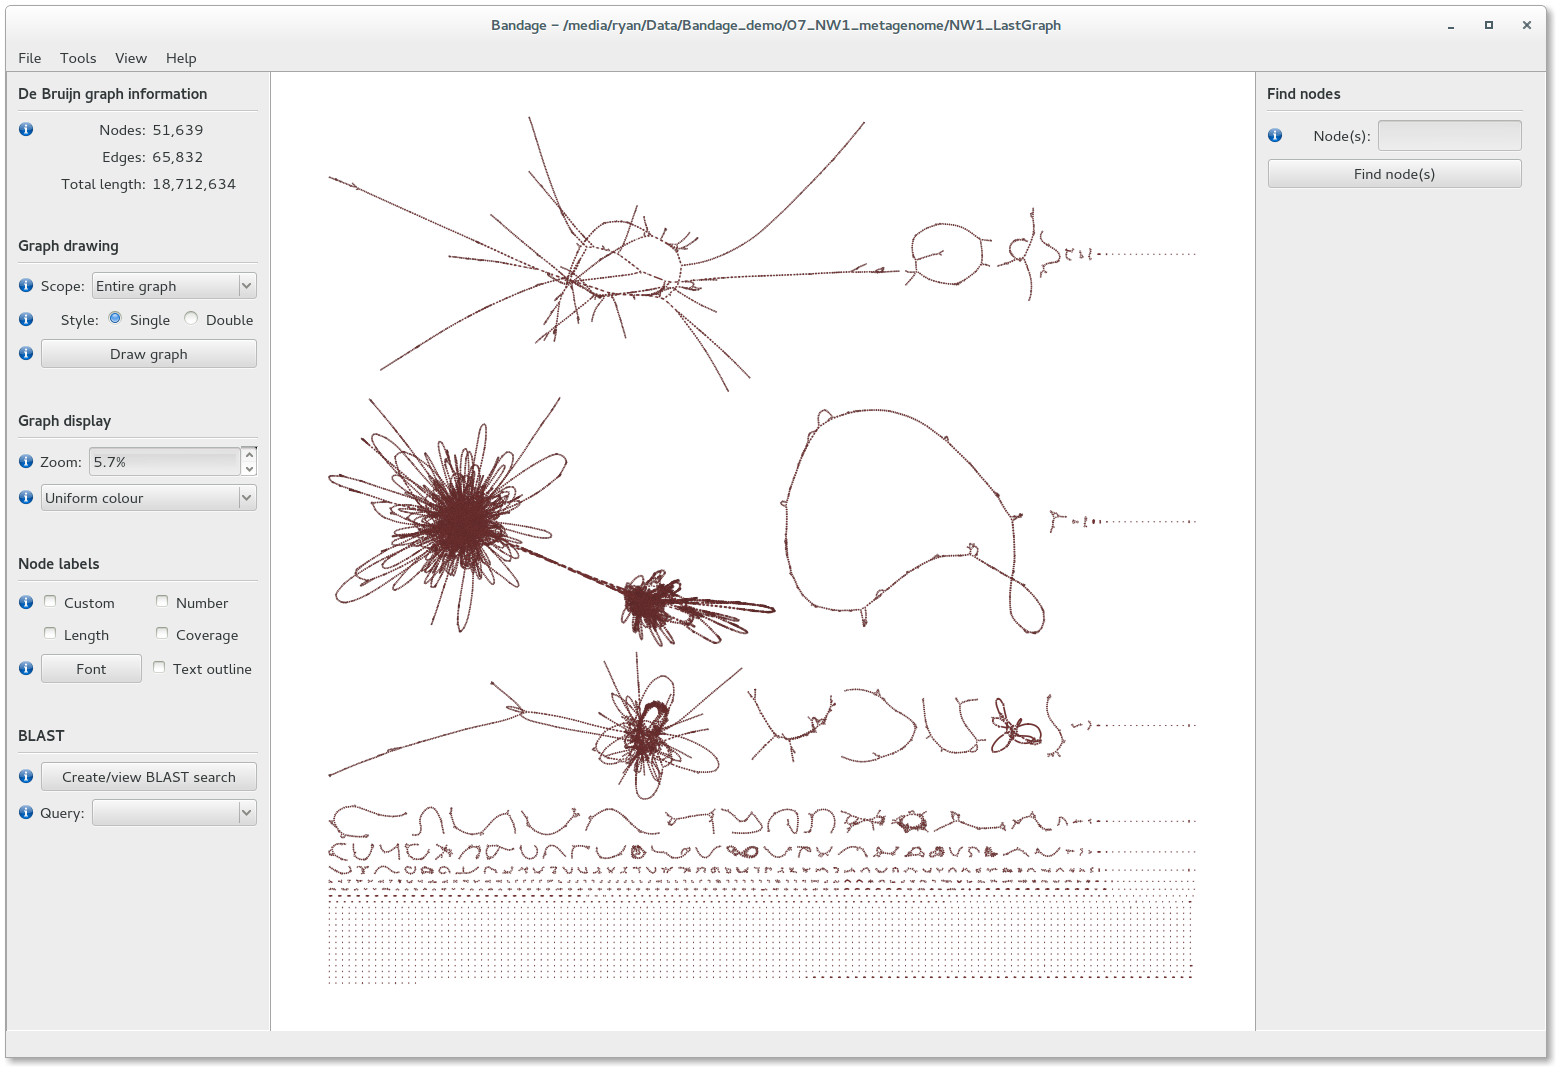 Bandage – /media/ryan/Data/Bandage_demo/07_NW1_metagenome/NW1_LastGraph
File Tools View Help
De Bruijn graph information
Nodes: 51,639
Edges: 65,832
Total length: 18,712,634
Graph drawing
Scope: Entire graph
Style: Single Double
Draw graph
Graph display
Zoom: 5.7%
Uniform colour
Node labels
Custom Number
Length Coverage
Font Text outline
BLAST
Create/view BLAST search
Query:
Find nodes
Node(s):
Find node(s)